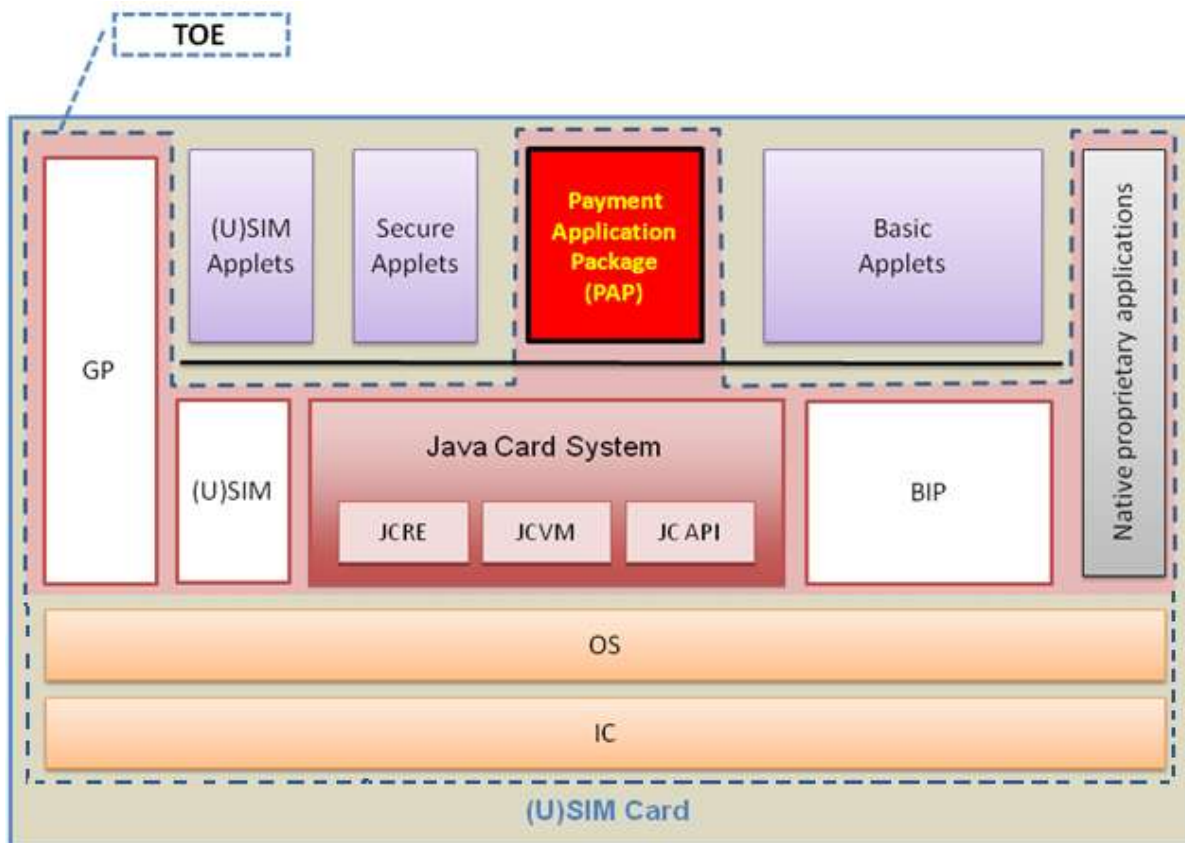 TOE
GP
(U)SIM
Applets
Secure
Applets
Payment
Application
Package
(PAP)
Basic
Applets
Native proprietary applications
(U)SIM
Java Card System
JCRE
JCVM
JC API
BIP
OS
IC
(U)SIM Card